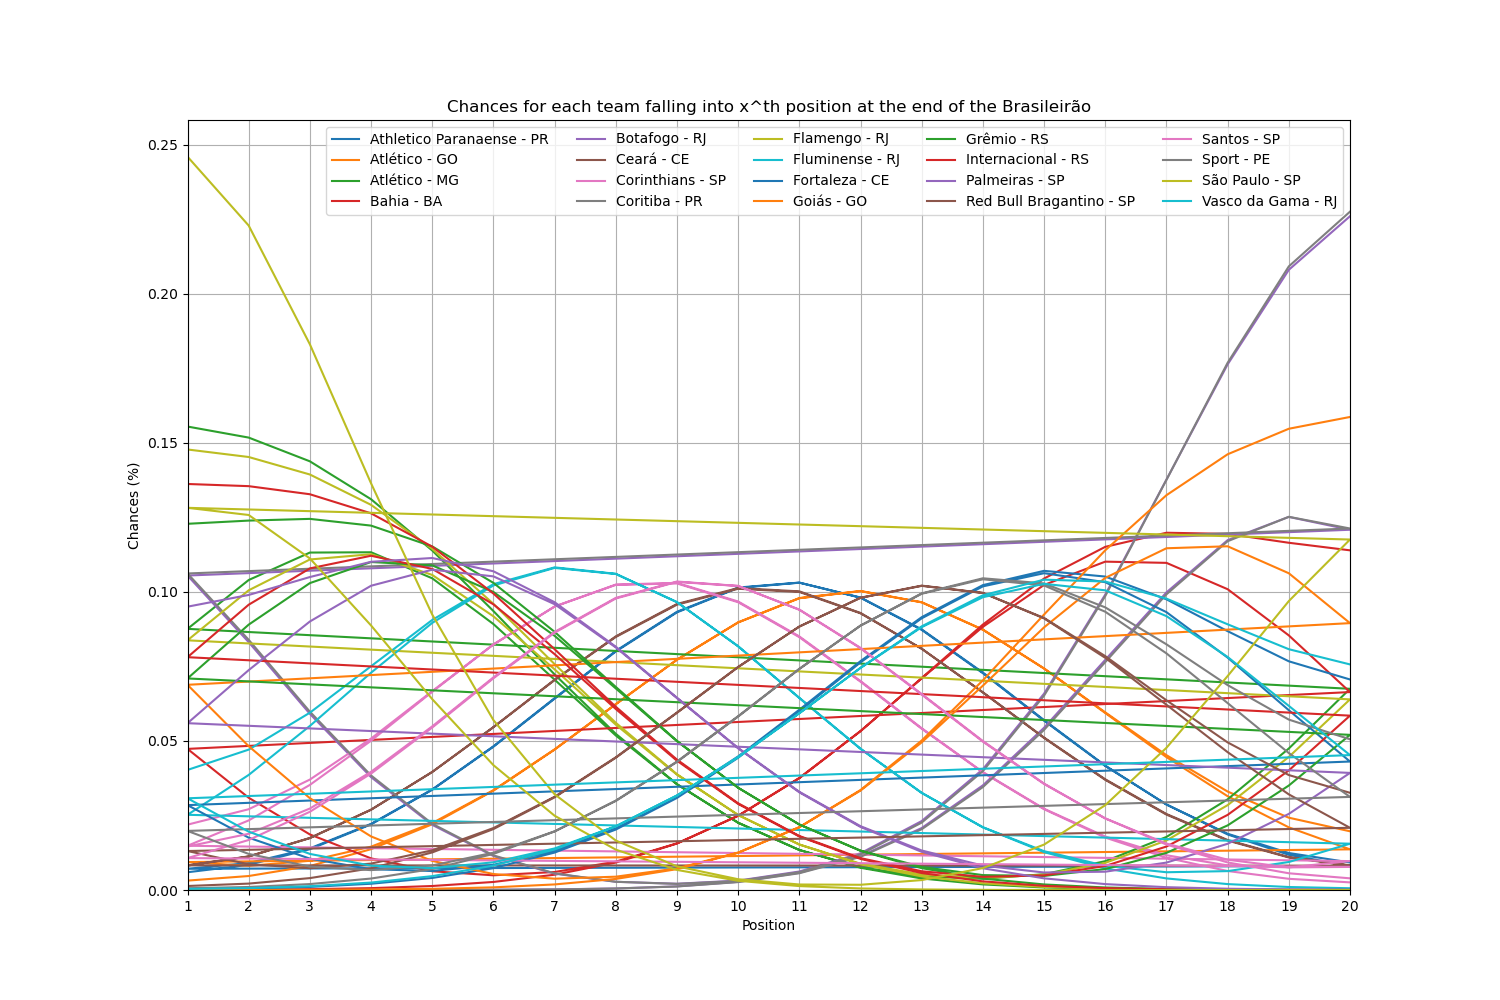 Chances for each team falling into x^th position at the end of the Brasileirão
Athletico Paranaense - PR
Atlético - GO
Atlético - MG
Bahia - BA
Botafogo - RJ
Ceará - CE
Corinthians - SP
Coritiba - PR
Flamengo - RJ
Fluminense - RJ
Fortaleza - CE
Goiás - GO
Grêmio - RS
Internacional - RS
Palmeiras - SP
Red Bull Bragantino - SP
Santos - SP
Sport - PE
São Paulo - SP
Vasco da Gama - RJ
Chances (%)
0.25
0.20
0.15
0.10
0.05
0.00
1 2 3 4 5 6 7 8 9 10 11 12 13 14 15 16 17 18 19 20
Position